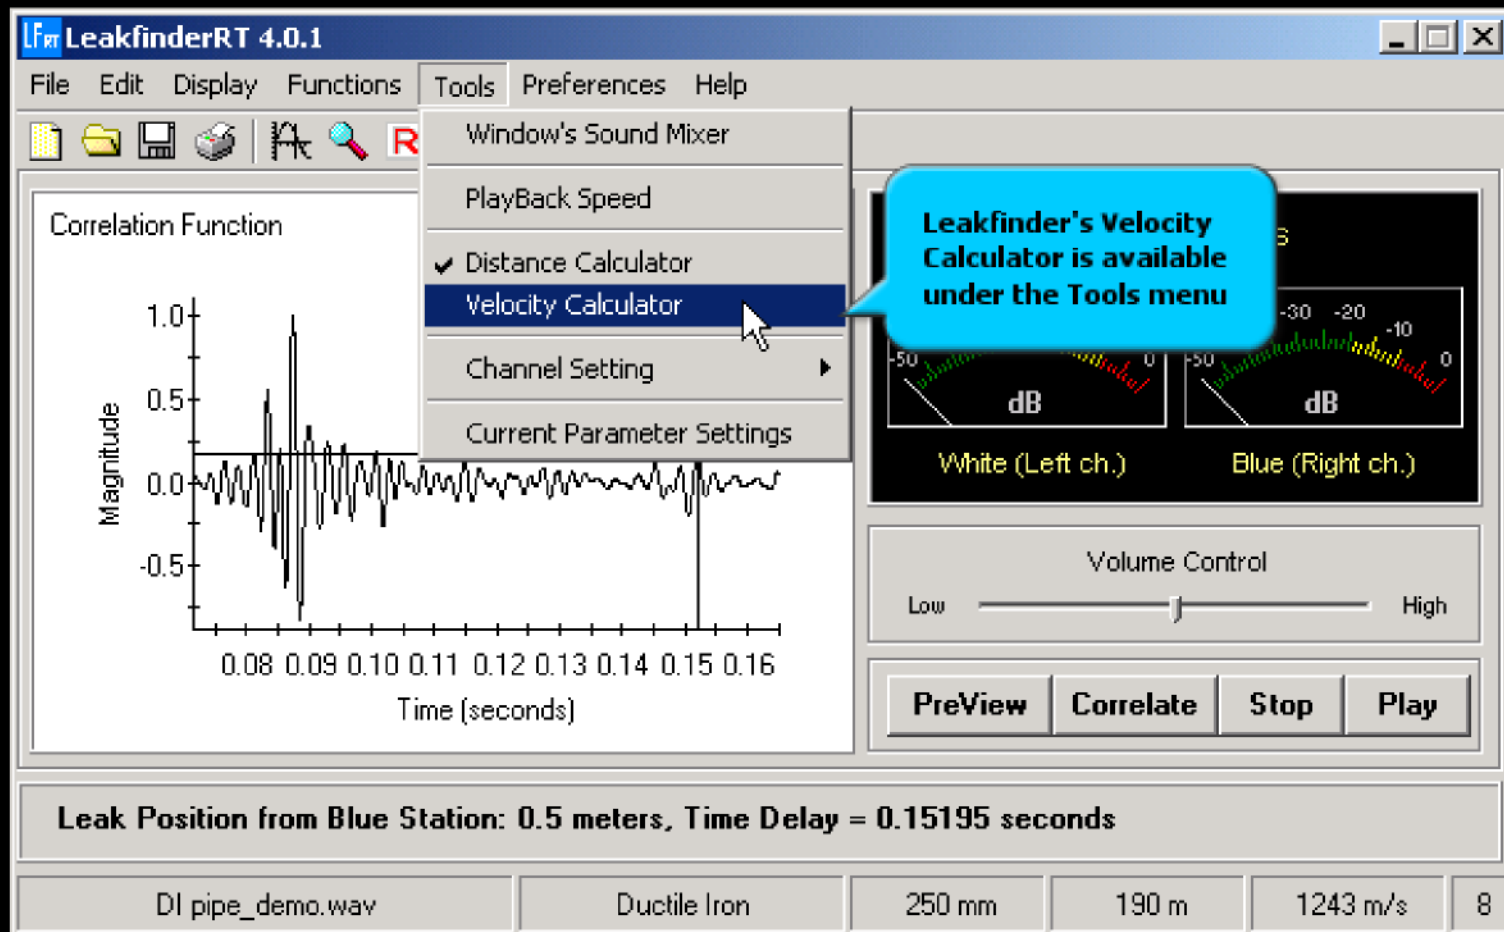 LFRT LeakfinderRT 4.0.1
File Edit Display Functions Tools Preferences Help
R
Window's Sound Mixer
PlayBack Speed
Distance Calculator
Velocity Calculator
Channel Setting
Current Parameter Settings
Leakfinder's Velocity
Calculator is available
under the Tools menu
Correlation Function
1.0
0.5
0.0
-0.5
Magnitude
0.08 0.09 0.10 0.11 0.12 0.13 0.14 0.15 0.16
Time (seconds)
S
-50 0
dB
White (Left ch.)
-50 -30 -20 -10 0
dB
Blue (Right ch.)
Volume Control
Low High
PreView Correlate Stop Play
Leak Position from Blue Station: 0.5 meters, Time Delay = 0.15195 seconds
DI pipe_demo.wav Ductile Iron 250 mm 190 m 1243 m/s 8